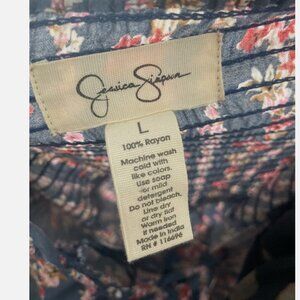 Jessica Simpson
L
100% Rayon
Machine wash
cold with
like colors.
Use soap
or mild
detergent
Do not bleach.
Line dry
or dry flat
Warm Iron
if needed
Made in India
RN # 116696